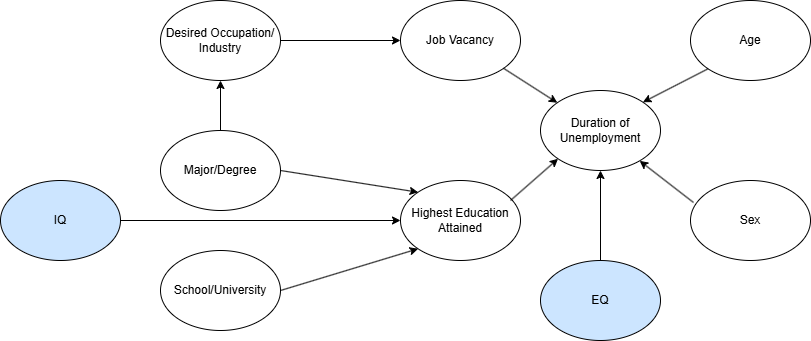 Desired Occupation/
Industry
Job Vacancy
Age
Duration of
Unemployment
Major/Degree
IQ
Highest Education
Attained
Sex
School/University
EQ